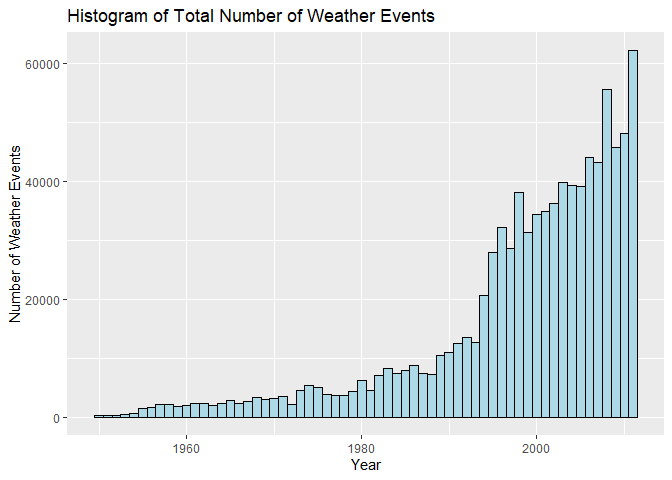 Histogram of Total Number of Weather Events
60000
40000
20000
0
Number of Weather Events
1960
1980
2000
Year